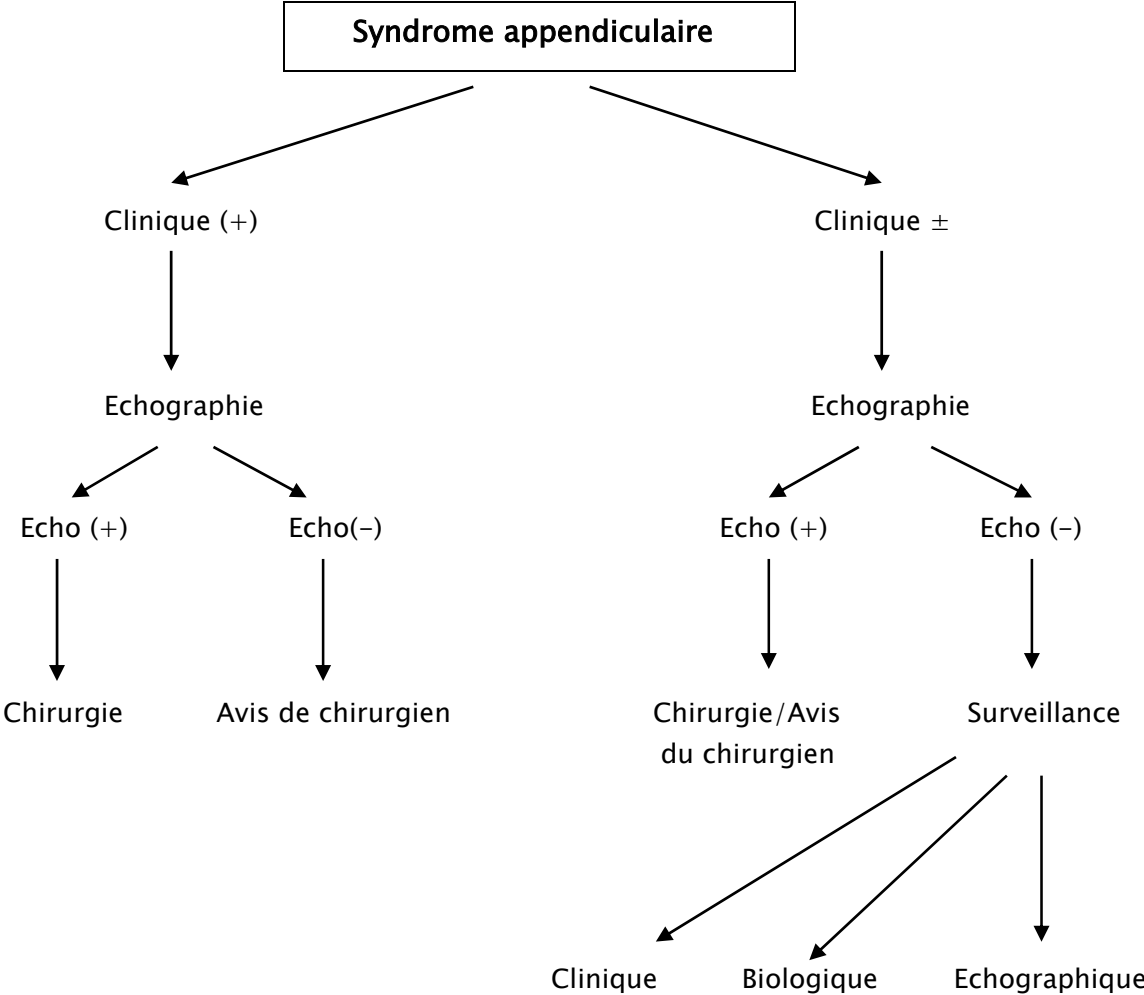 Syndrome appendiculaire
Clinique (+)
Clinique ±
Echographie
Echographie
Echo (+)
Echo(-)
Echo (+)
Echo (-)
Chirurgie
Avis de chirurgien
Chirurgie/Avis
du chirurgien
Surveillance
Clinique
Biologique
Echographique